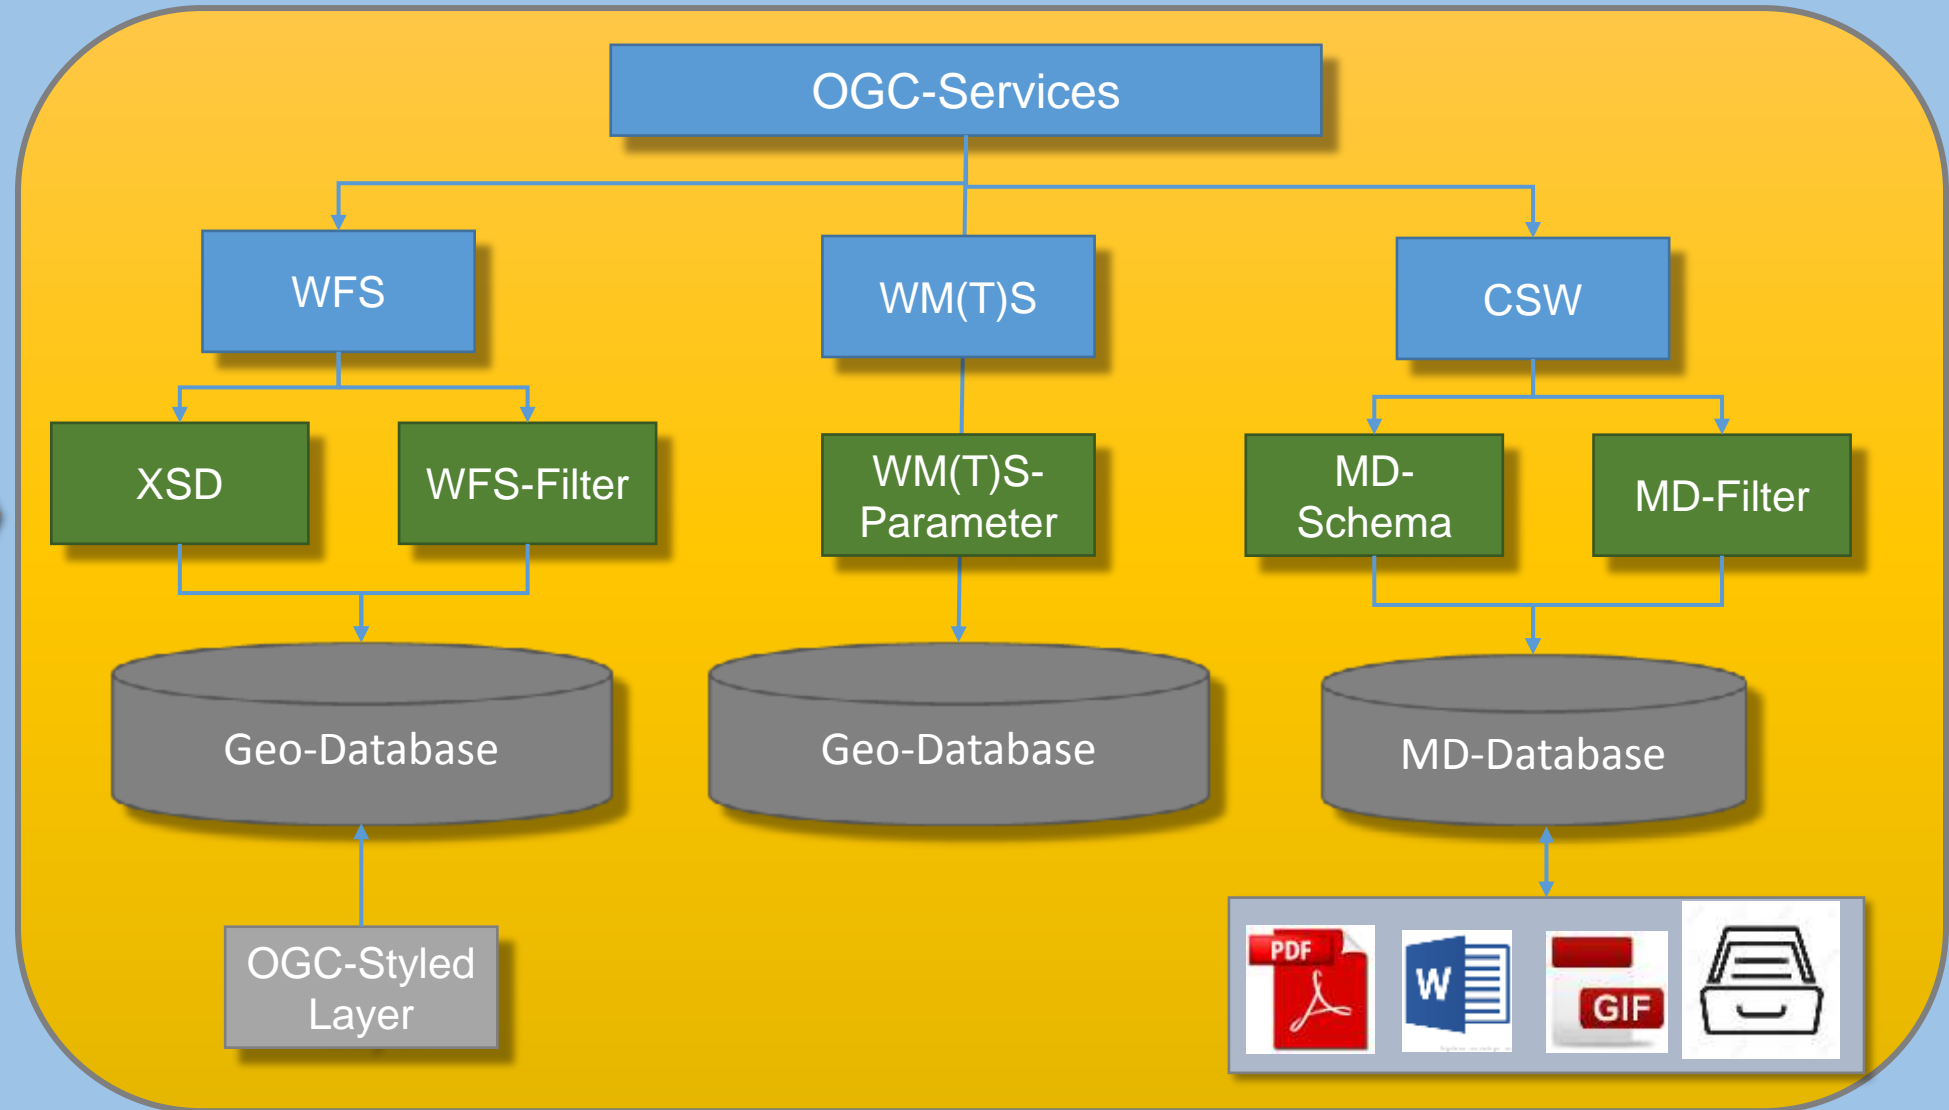 OGC-Services
WFS
WM(T)S
CSW
XSD
WFS-Filter
WM(T)S-
Parameter
MD-
Schema
MD-Filter
Geo-Database
Geo-Database
MD-Database
OGC-Styled
Layer
PDF
W
GIF